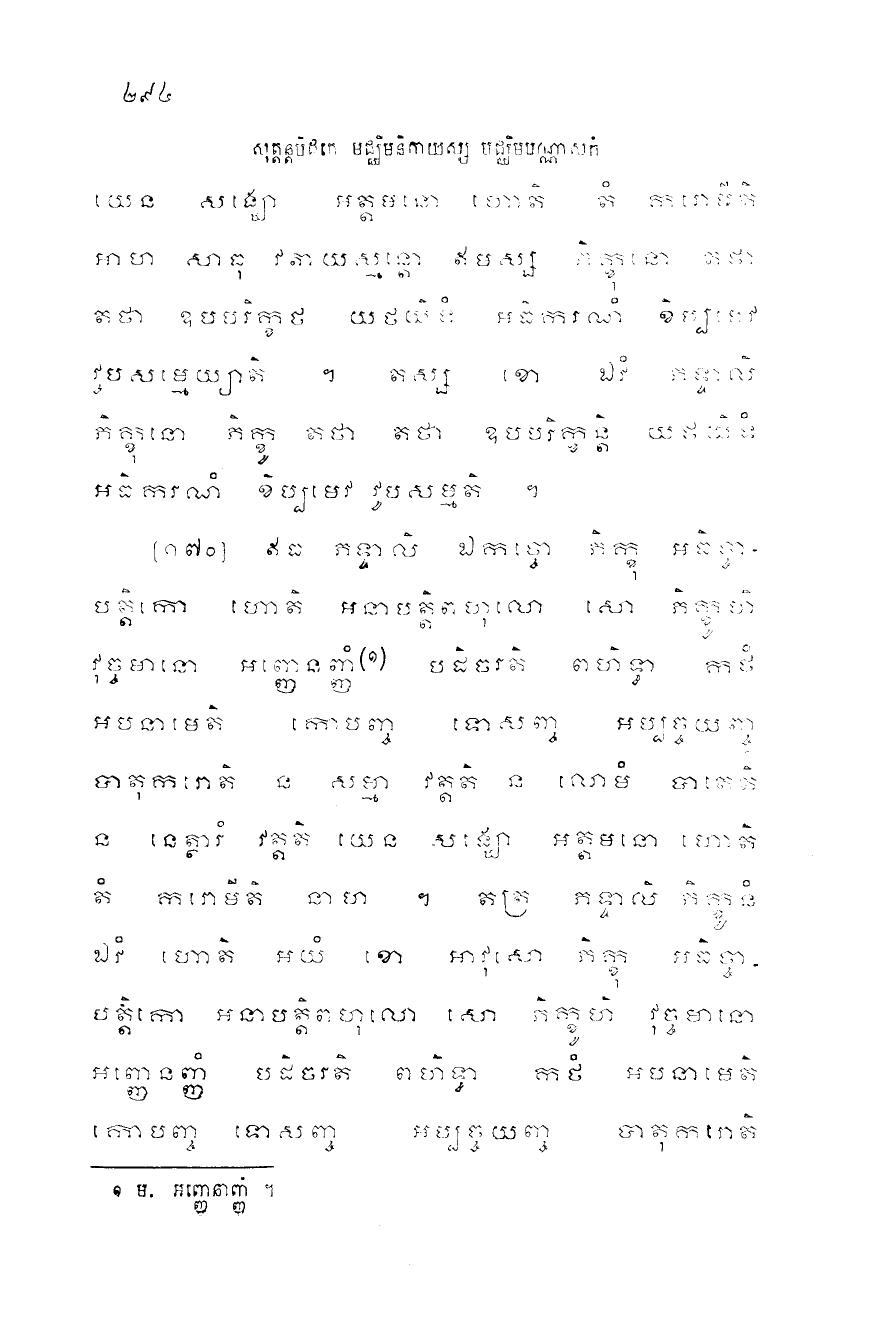 ២៩៤
សុត្តន្តបិដកេ មជ្ឈិមនិកាយស្ស មជ្ឈិមបណ្ណាសកំ
យេន សង្ឃោ អត្តមនោ ហោតិ តំ ករោមីតិ
អាហ សាធុ វតាយស្មន្តោ ឥមស្ស ភិក្ខុនោ តថា
តថា ឧបបរិក្ខថ យថយិទំ អធិករណំ ខិប្បមេវ
វូបសម្មេយ្យាតិ ។ តស្ស ខោ ឯវំ ភទ្ទាលិ
ភិក្ខុនោ ភិក្ខូ តថា តថា ឧបបរិក្ខន្តិ យថយិទំ
អធិករណំ ខិប្បមេវ វូបសម្មតិ ។
[១៧០] ឥធ ភទ្ទាលិ ឯកច្ចោ ភិក្ខុ អធិច្ចា-
បត្តិកោ ហោតិ អនាបត្តិពហុលោ សោ ភិក្ខូហិ
វុច្ចមានោ អញ្ញេនញ្ញំ(១) បដិចរតិ ពហិទ្ធា កថំ
អបនាមេតិ កោបញ្ច ទោសញ្ច អប្បច្ចយញ្ច
បាតុករោតិ ន សម្មា វត្តតិ ន លោមំ បាតេតិ
ន នេត្ថារំ វត្តតិ យេន សង្ឃោ អត្តមនោ ហោតិ
តំ ករោមីតិ នាហ ។ តត្រ ភទ្ទាលិ ភិក្ខូនំ
ឯវំ ហោតិ អយំ ខោ អាវុសោ ភិក្ខុ អធិច្ចា-
បត្តិកោ អនាបត្តិពហុលោ សោ ភិក្ខូហិ វុច្ចមានោ
អញ្ញេនញ្ញំ បដិចរតិ ពហិទ្ធា កថំ អបនាមេតិ
កោបញ្ច ទោសញ្ច អប្បច្ចយញ្ច បាតុករោតិ
១ ម. អញ្ញេនាញ្ញំ ។